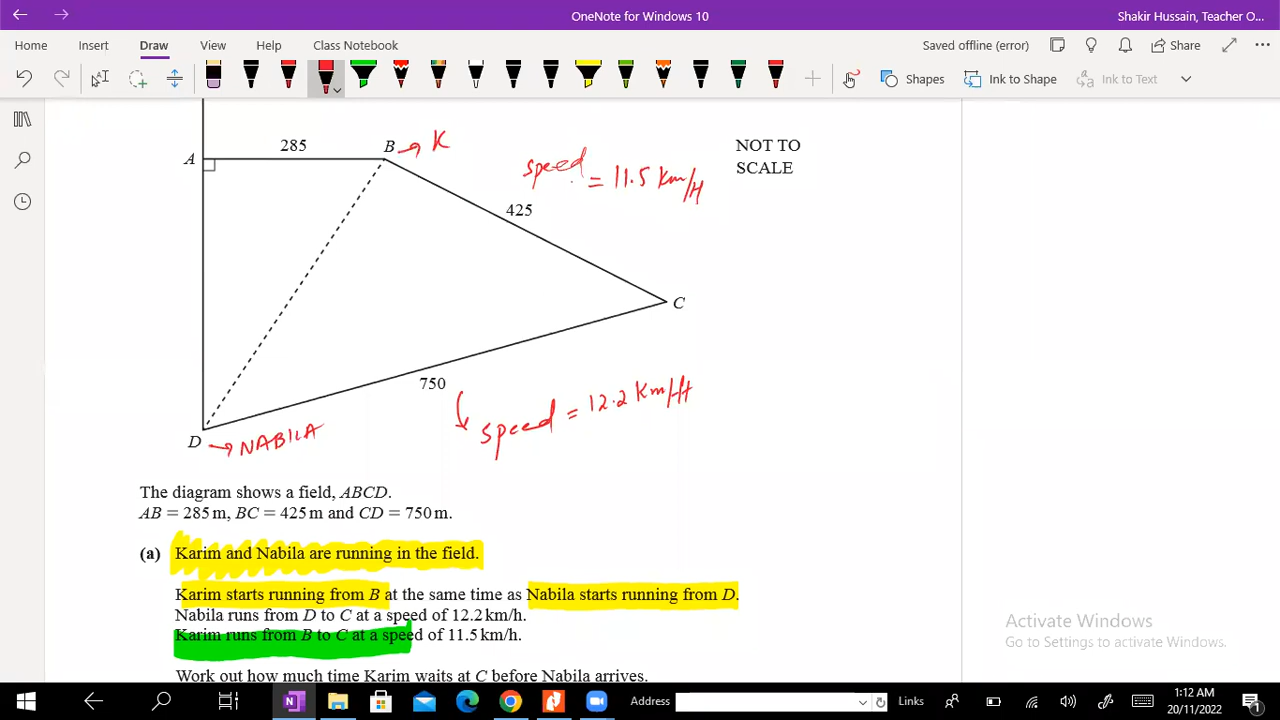 OneNote for Windows 10
Shakir Hussain, Teacher O...
Home Insert Draw View Help Class Notebook
Saved offline (error) Share
Shapes Ink to Shape Ink to Text
A 285 B → K
NOT TO
SCALE
speed = 11.5 Km/H
425
C
750
speed = 12.2 Km/H
D → NABILA
The diagram shows a field, ABCD.
AB = 285 m, BC = 425 m and CD = 750 m.
(a) Karim and Nabila are running in the field.
Karim starts running from B at the same time as Nabila starts running from D.
Nabila runs from D to C at a speed of 12.2 km/h.
Karim runs from B to C at a speed of 11.5 km/h.
Work out how much time Karim waits at C before Nabila arrives.
Activate Windows
Go to Settings to activate Windows.
Address Links
1:12 AM
20/11/2022